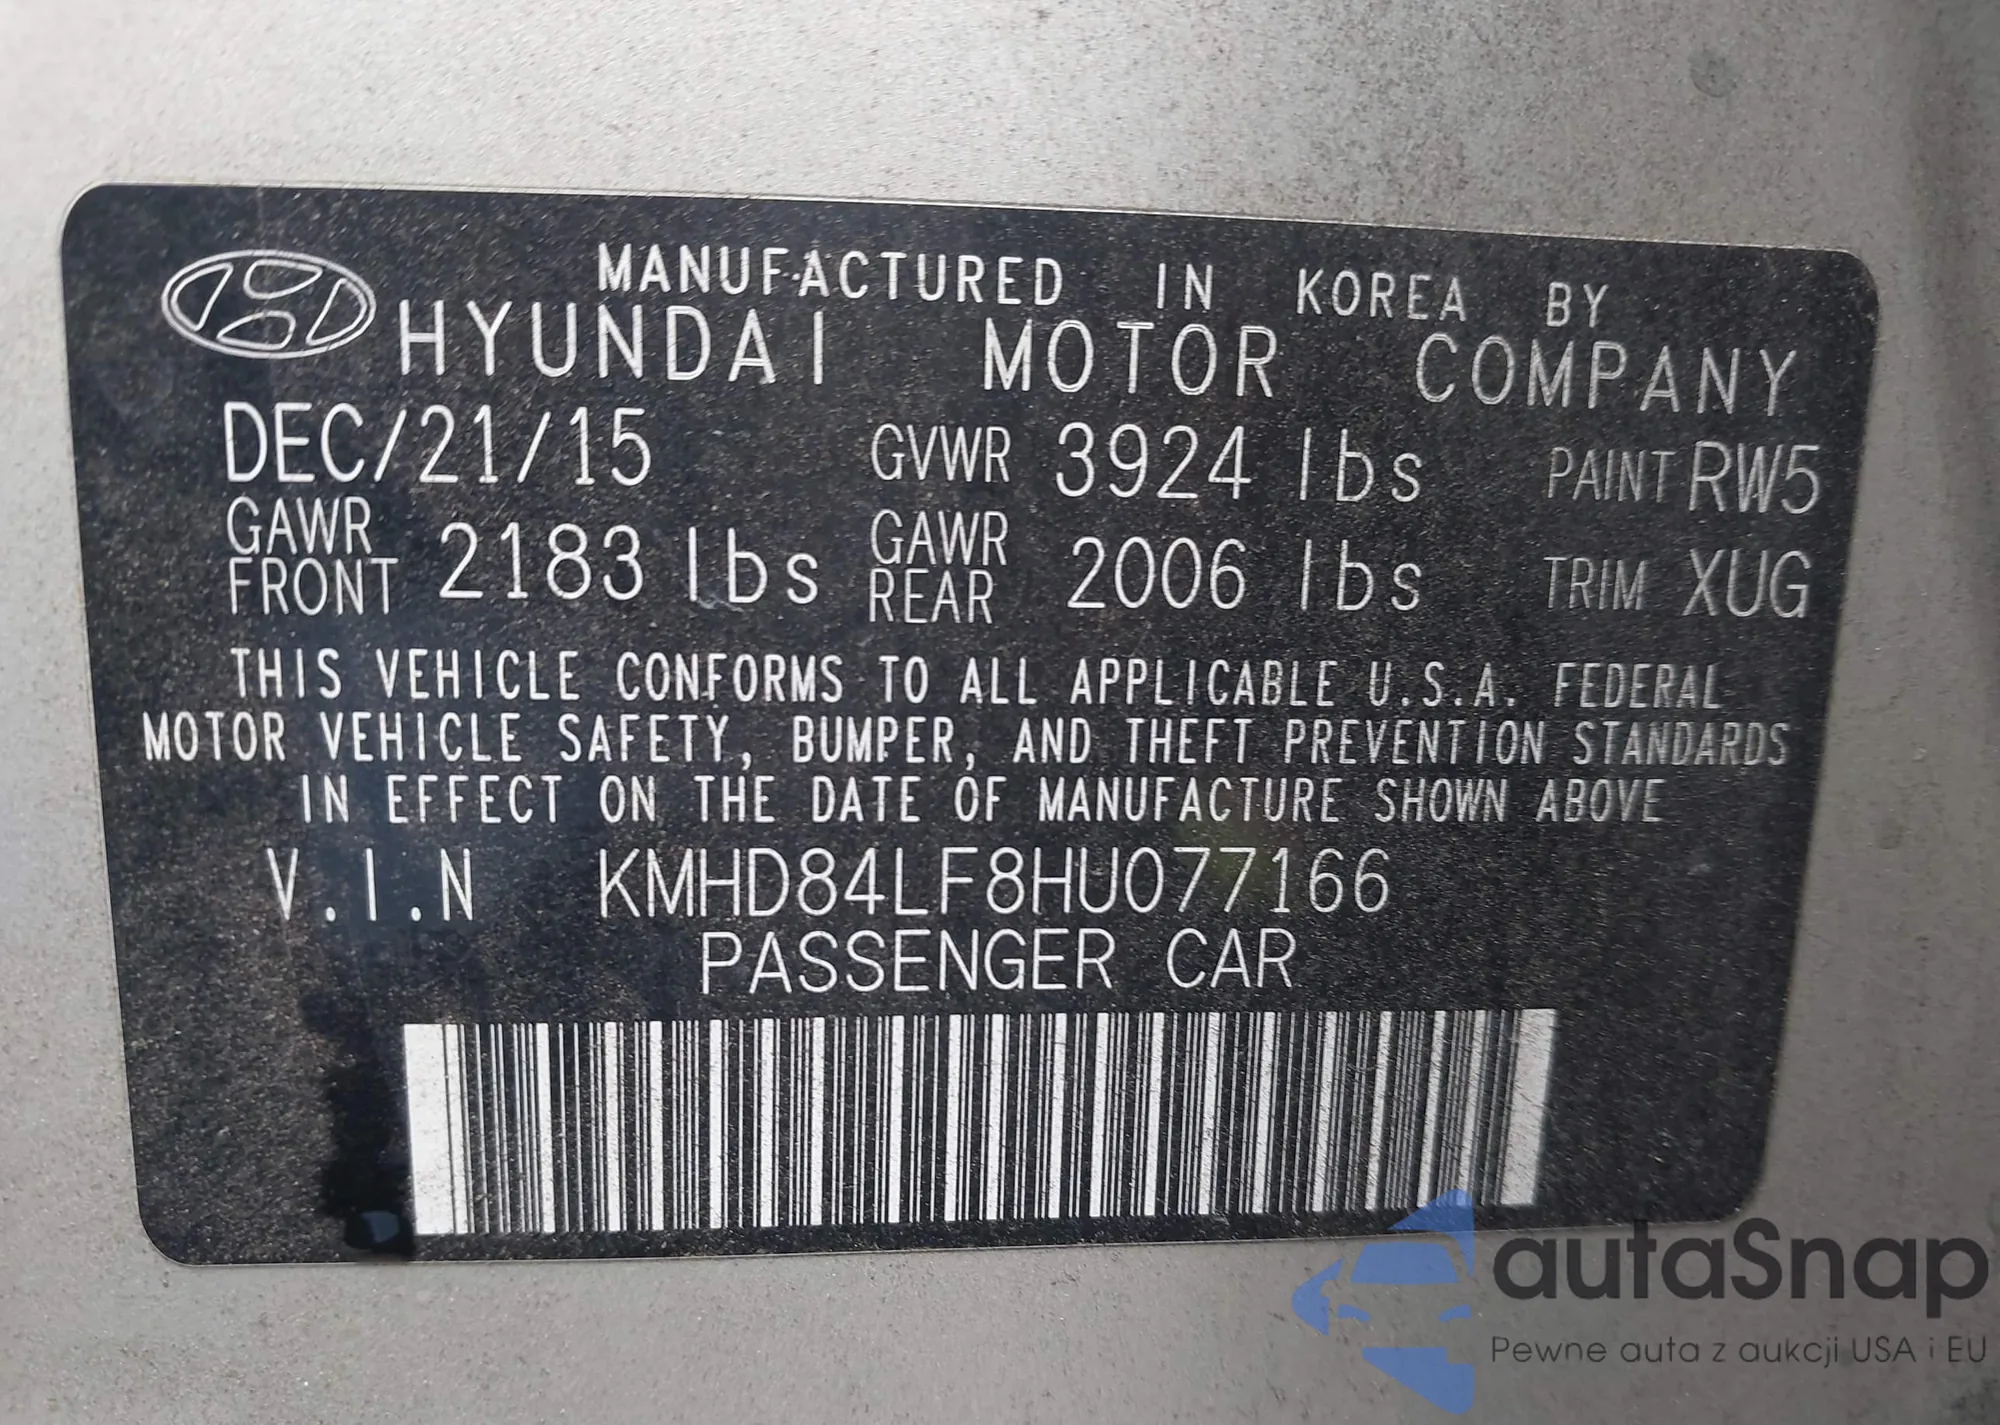 MANUFACTURED IN KOREA BY
HYUNDAI MOTOR COMPANY
DEC/21/15 GVWR 3924 lbs PAINT RW5
GAWR FRONT 2183 lbs GAWR REAR 2006 lbs TRIM XUG
THIS VEHICLE CONFORMS TO ALL APPLICABLE U.S.A. FEDERAL
MOTOR VEHICLE SAFETY, BUMPER, AND THEFT PREVENTION STANDARDS
IN EFFECT ON THE DATE OF MANUFACTURE SHOWN ABOVE
V.I.N KMHD84LF8HU077166
PASSENGER CAR
autaSnap
Pewne auta z aukcji USA i EU